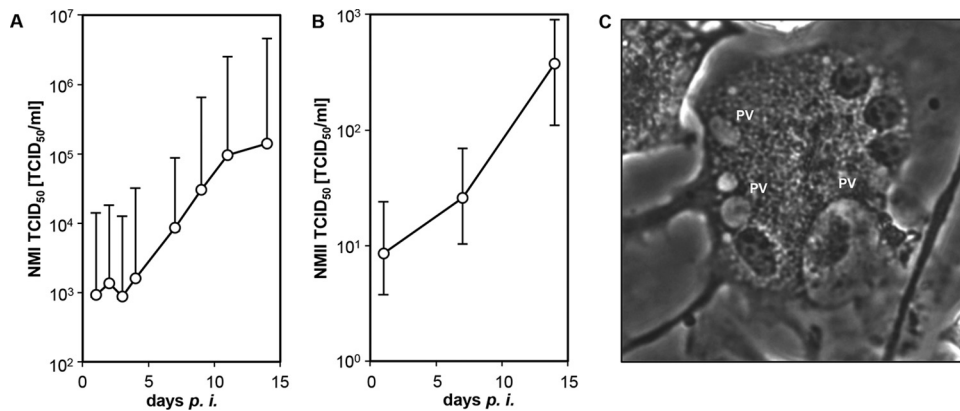 A
NMII TCID50 [TCID50/ml]
10^7
10^6
10^5
10^4
10^3
10^2
0
5
10
15
days p. i.
B
NMII TCID50 [TCID50/ml]
10^3
10^2
10^1
10^0
0
5
10
15
days p. i.
C
PV
PV
PV